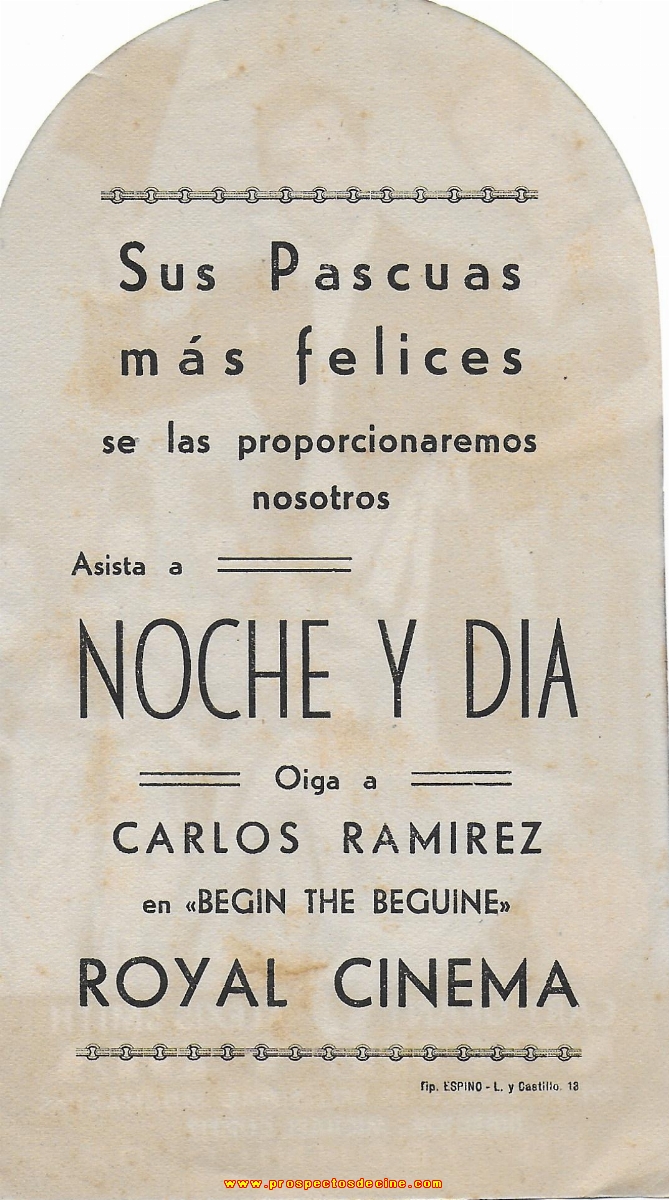 Sus Pascuas
más felices
se las proporcionaremos
nosotros
Asista a
NOCHE Y DIA
Oiga a
CARLOS RAMIREZ
en «BEGIN THE BEGUINE»
ROYAL CINEMA
Tip. ESPINO - L. y Castillo. 13
www.prospectosdecine.com